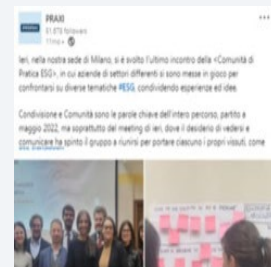 PRAXI
51.878 followers
11mo •
Ieri, nella nostra sede di Milano, si è svolto l'ultimo incontro della «Comunità di
Pratica ESG», in cui aziende di settori differenti si sono messe in gioco per
confrontarsi su diverse tematiche #ESG, condividendo esperienze ed idee.
Condivisione e Comunità sono le parole chiave dell'intero percorso, partito a
maggio 2022, ma soprattutto del meeting di ieri, dove il desiderio di vedersi e
comunicare ha spinto il gruppo a riunirsi per portare ciascuno i propri vissuti, come